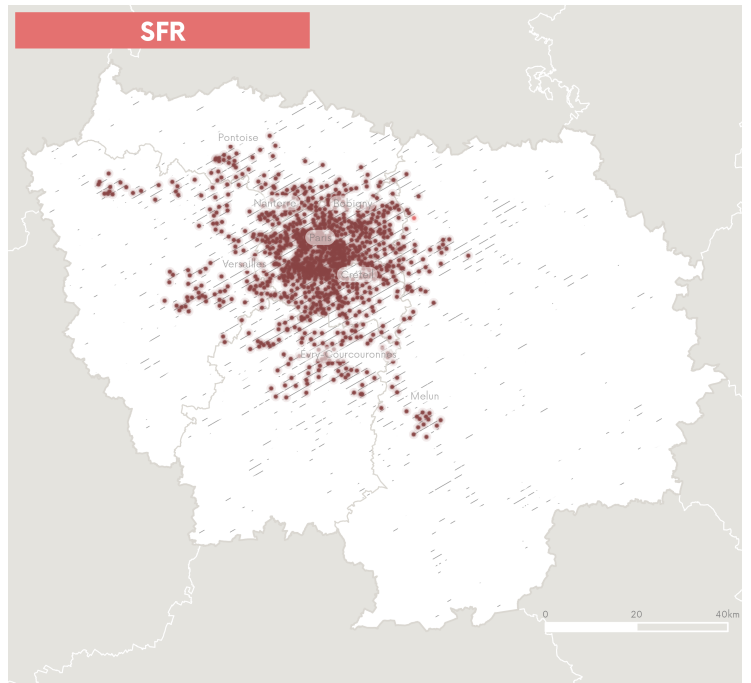 SFR
Pontoise
Nanterre
Bobigny
Paris
Versailles
Créteil
Évry-Courcouronnes
Melun
0 20 40km